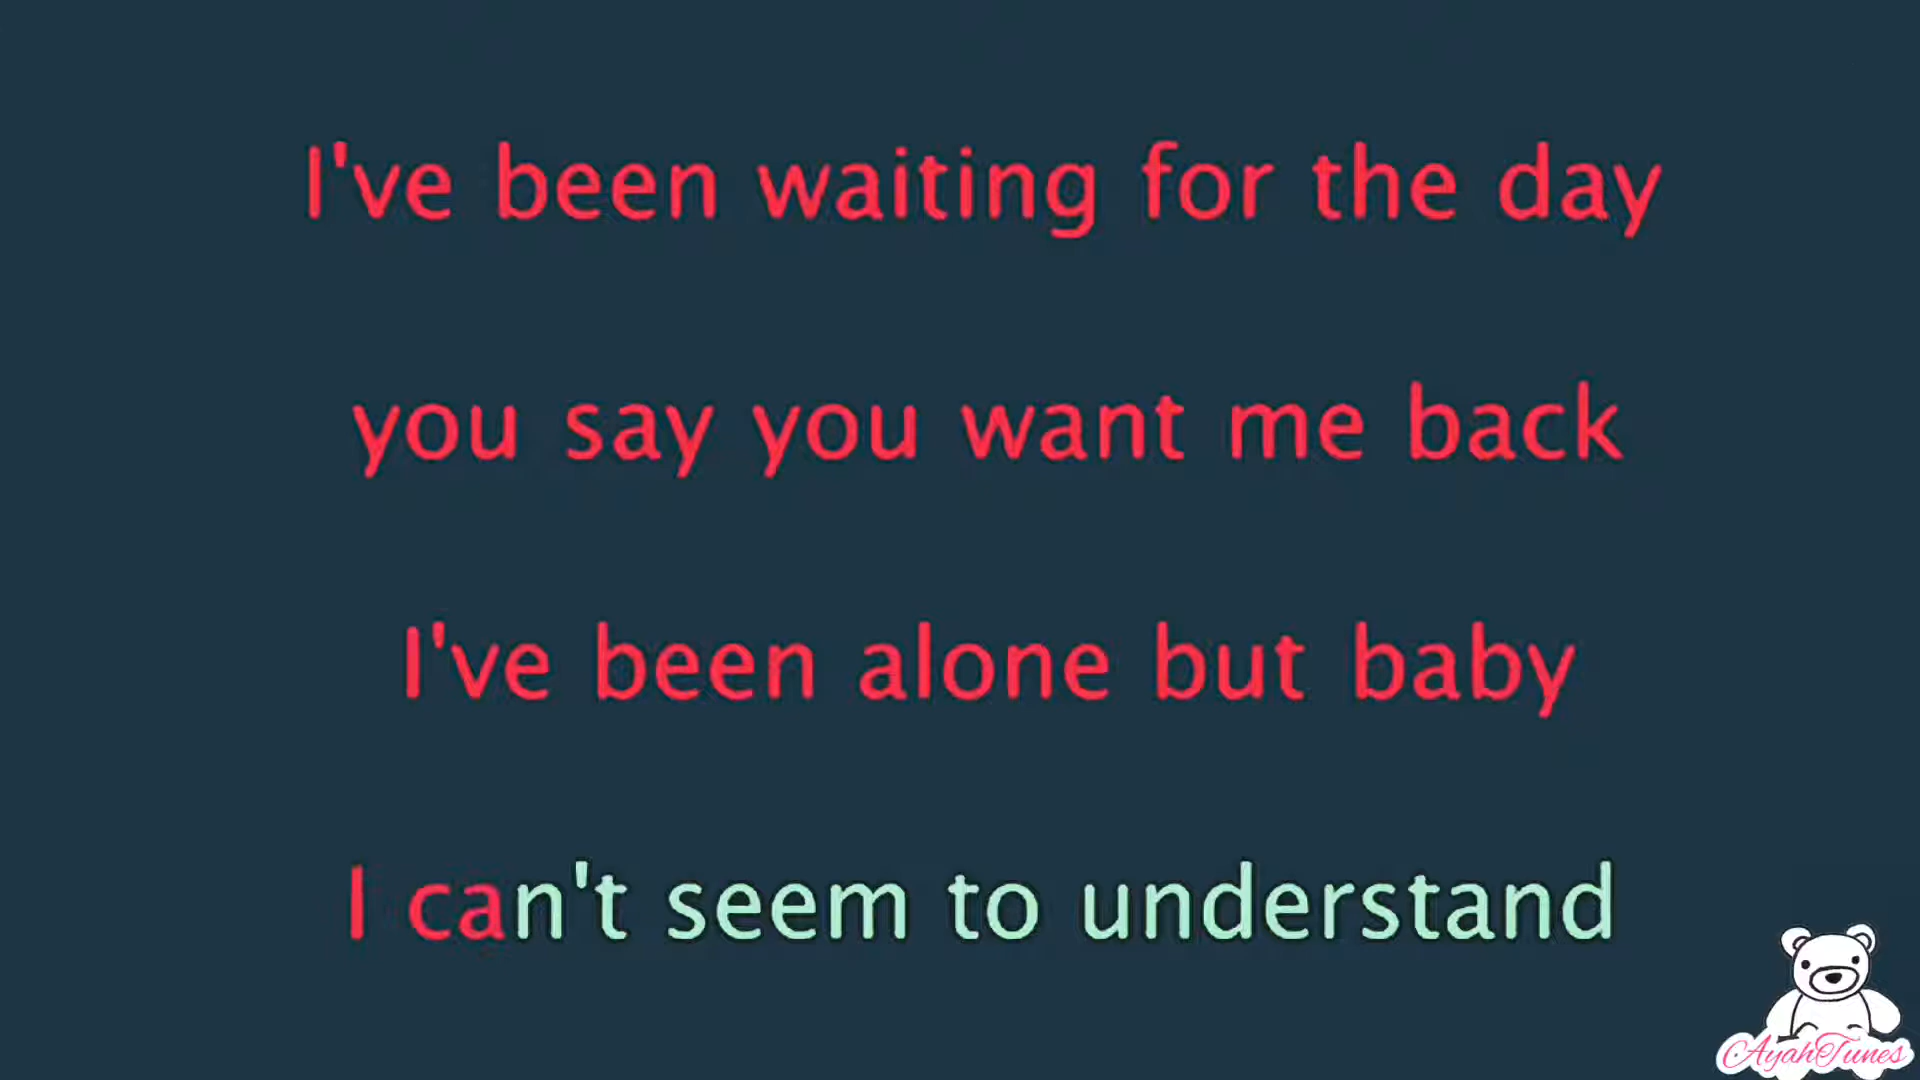 I've been waiting for the day
you say you want me back
I've been alone but baby
I can't seem to understand
AyahTunes